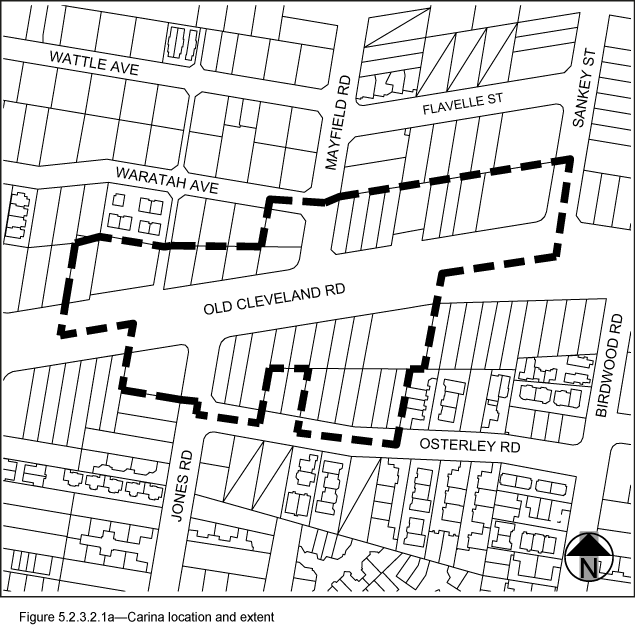 WATTLE AVE
MAYFIELD RD
FLAVELLE ST
SANKEY ST
WARATAH AVE
OLD CLEVELAND RD
BIRDWOOD RD
OSTERLEY RD
JONES RD
N
Figure 5.2.3.2.1a—Carina location and extent